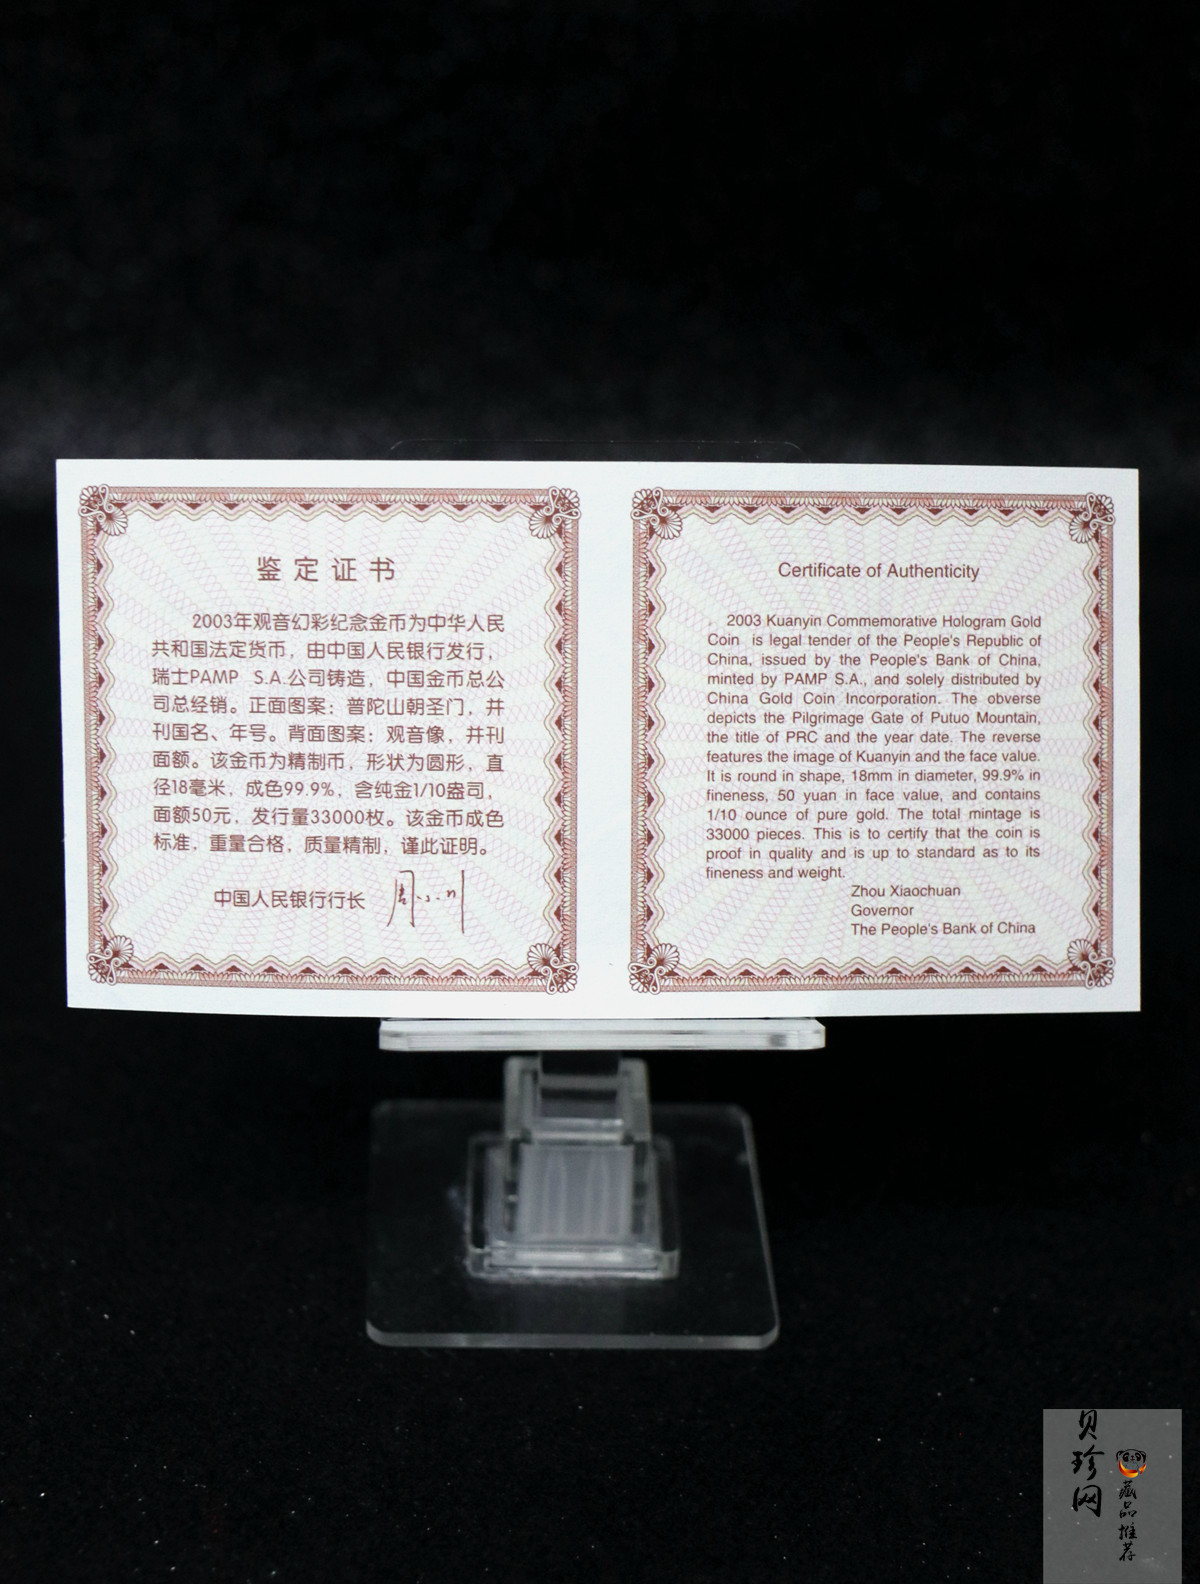 鉴定证书
2003年观音幻彩纪念金币为中华人民
共和国法定货币，由中国人民银行发行，
瑞士PAMP S.A.公司铸造，中国金币总公
司总经销。正面图案：普陀山朝圣门，并
刊国名、年号。背面图案：观音像，并刊
面额。该金币为精制币，形状为圆形，直
径18毫米，成色99.9%，含纯金1/10盎司，
面额50元，发行量33000枚。该金币成色
标准，重量合格，质量精制，谨此证明。
中国人民银行行长 周小川
Certificate of Authenticity
2003 Kuanyin Commemorative Hologram Gold
Coin is legal tender of the People's Republic of
China, issued by the People's Bank of China,
minted by PAMP S.A., and solely distributed by
China Gold Coin Incorporation. The obverse
depicts the Pilgrimage Gate of Putuo Mountain,
the title of PRC and the year date. The reverse
features the image of Kuanyin and the face value.
It is round in shape, 18mm in diameter, 99.9% in
fineness, 50 yuan in face value, and contains
1/10 ounce of pure gold. The total mintage is
33000 pieces. This is to certify that the coin is
proof in quality and is up to standard as to its
fineness and weight.
Zhou Xiaochuan
Governor
The People's Bank of China
贝珍网
藏品推荐